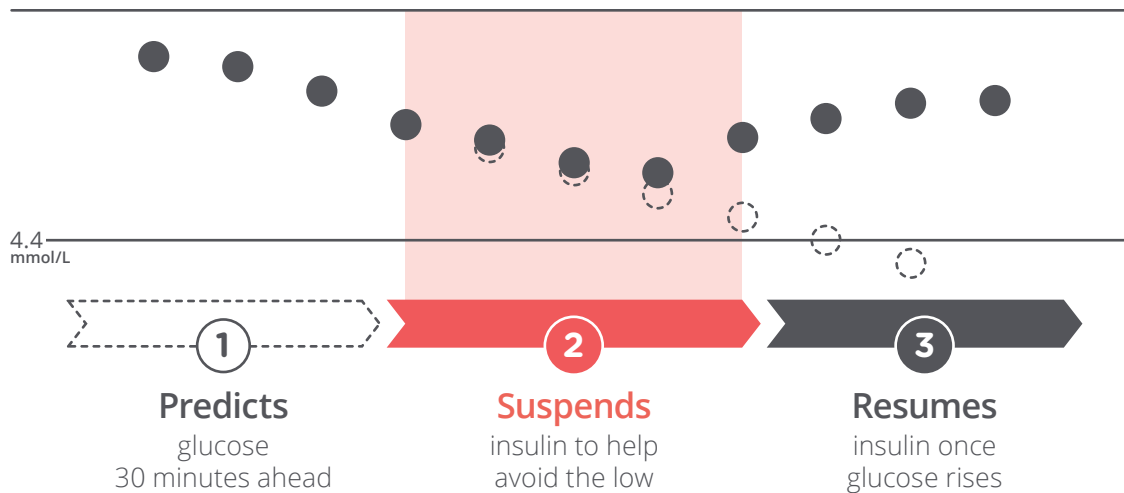 4.4
mmol/L
1
2
3
Predicts
glucose
30 minutes ahead
Suspends
insulin to help
avoid the low
Resumes
insulin once
glucose rises